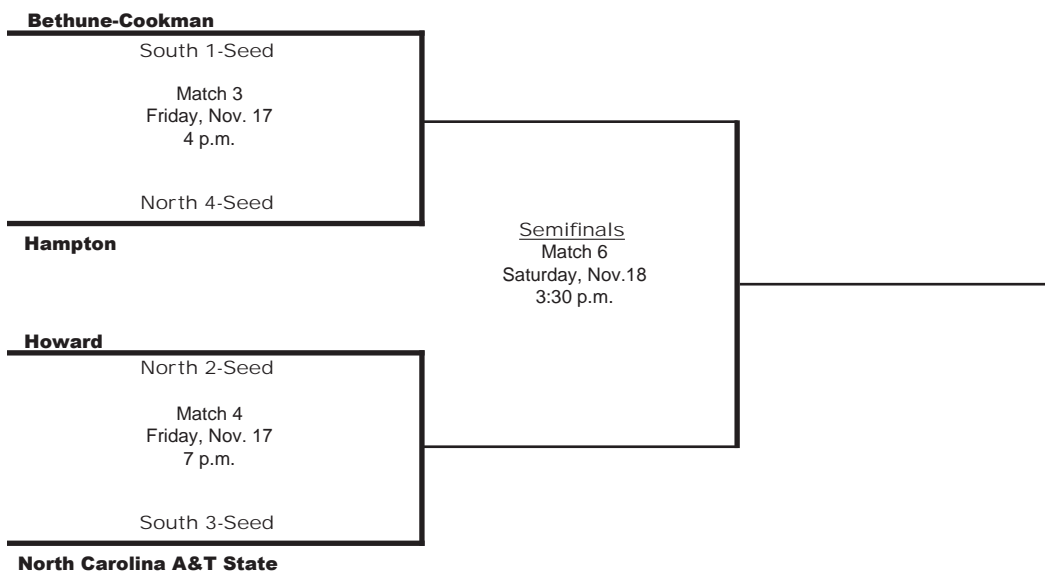 Bethune-Cookman
South 1-Seed
Match 3
Friday, Nov. 17
4 p.m.
North 4-Seed
Hampton
Semifinals
Match 6
Saturday, Nov.18
3:30 p.m.
Howard
North 2-Seed
Match 4
Friday, Nov. 17
7 p.m.
South 3-Seed
North Carolina A&T State